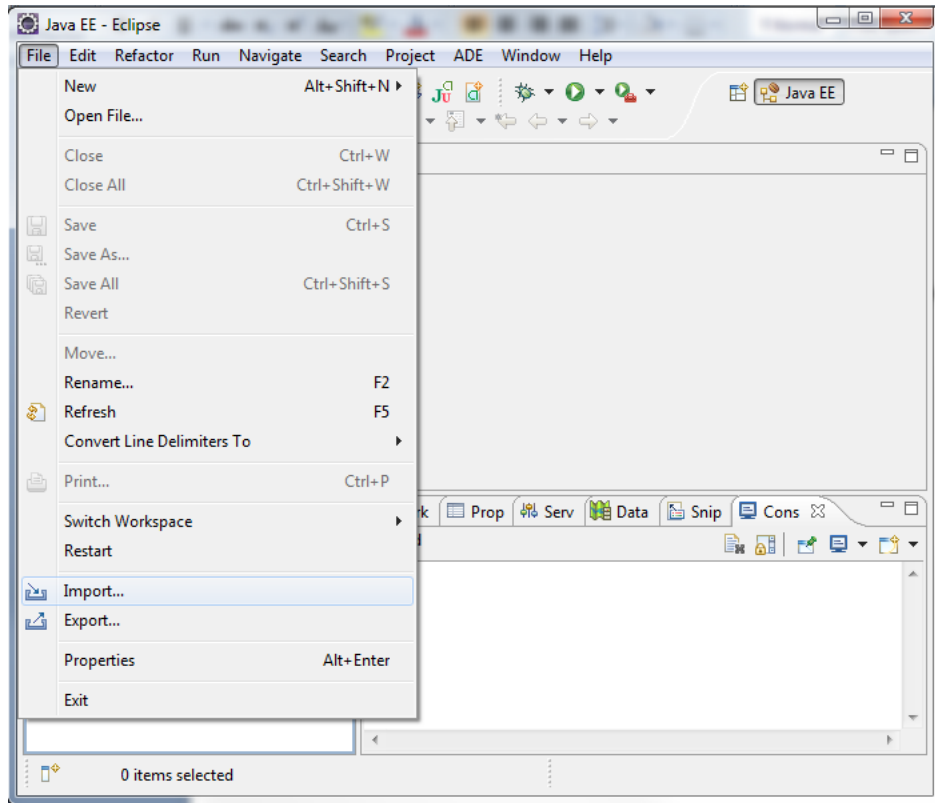 Java EE - Eclipse
File Edit Refactor Run Navigate Search Project ADE Window Help
New Alt+Shift+N
Open File...
Java EE
Close Ctrl+W
Close All Ctrl+Shift+W
Save Ctrl+S
Save As...
Save All Ctrl+Shift+S
Revert
Move...
Rename... F2
Refresh F5
Convert Line Delimiters To
Print... Ctrl+P
Prop Serv Data Snip Cons
Switch Workspace
Restart
Import...
Export...
Properties Alt+Enter
Exit
0 items selected